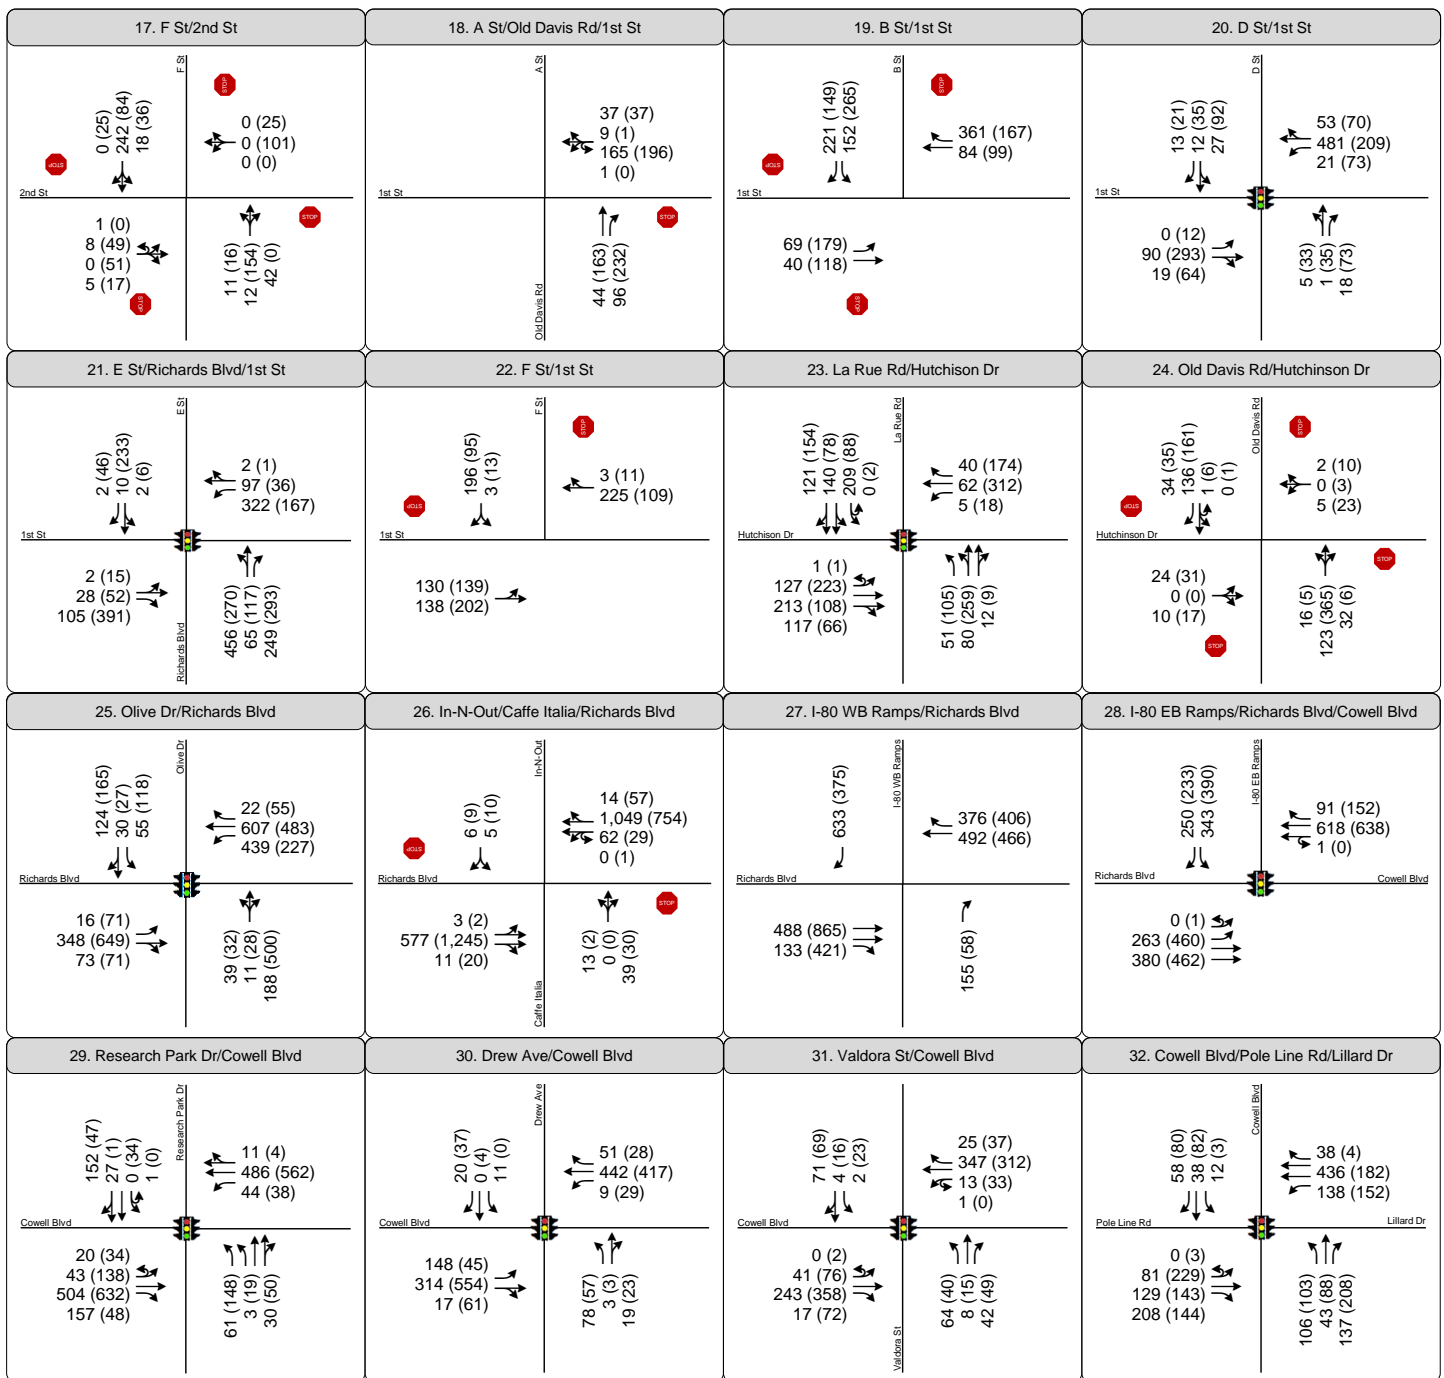 17. F St/2nd St
F St
STOP
0 (25)
242 (84)
18 (36)
0 (25)
0 (101)
0 (0)
STOP
2nd St
STOP
1 (0)
8 (49)
0 (51)
5 (17)
STOP
11 (16)
12 (154)
42 (0)
18. A St/Old Davis Rd/1st St
A St
37 (37)
9 (1)
165 (196)
1 (0)
1st St
STOP
44 (163)
96 (232)
Old Davis Rd
19. B St/1st St
B St
STOP
221 (149)
152 (265)
361 (167)
84 (99)
STOP
1st St
69 (179)
40 (118)
STOP
20. D St/1st St
D St
13 (21)
12 (35)
27 (92)
53 (70)
481 (209)
21 (73)
1st St
0 (12)
90 (293)
19 (64)
5 (33)
1 (35)
18 (73)
21. E St/Richards Blvd/1st St
E St
2 (46)
10 (233)
2 (6)
2 (1)
97 (36)
322 (167)
1st St
2 (15)
28 (52)
105 (391)
456 (270)
65 (117)
249 (293)
Richards Blvd
22. F St/1st St
F St
STOP
196 (95)
3 (13)
3 (11)
225 (109)
STOP
1st St
130 (139)
138 (202)
23. La Rue Rd/Hutchison Dr
La Rue Rd
121 (154)
140 (78)
209 (88)
0 (2)
40 (174)
62 (312)
5 (18)
Hutchison Dr
1 (1)
127 (223)
213 (108)
117 (66)
51 (105)
80 (259)
12 (9)
24. Old Davis Rd/Hutchinson Dr
Old Davis Rd
STOP
34 (35)
136 (161)
1 (6)
0 (1)
2 (10)
0 (3)
5 (23)
STOP
Hutchinson Dr
STOP
24 (31)
0 (0)
10 (17)
STOP
16 (5)
123 (365)
32 (6)
25. Olive Dr/Richards Blvd
Olive Dr
124 (165)
30 (27)
55 (118)
22 (55)
607 (483)
439 (227)
Richards Blvd
16 (71)
348 (649)
73 (71)
39 (32)
11 (28)
188 (500)
26. In-N-Out/Caffe Italia/Richards Blvd
In-N-Out
6 (9)
5 (10)
14 (57)
1,049 (754)
62 (29)
0 (1)
STOP
Richards Blvd
STOP
3 (2)
577 (1,245)
11 (20)
13 (2)
0 (0)
39 (30)
Caffe Italia
27. I-80 WB Ramps/Richards Blvd
I-80 WB Ramps
633 (375)
376 (406)
492 (466)
Richards Blvd
488 (865)
133 (421)
155 (58)
28. I-80 EB Ramps/Richards Blvd/Cowell Blvd
I-80 EB Ramps
250 (233)
343 (390)
91 (152)
618 (638)
1 (0)
Richards Blvd
Cowell Blvd
0 (1)
263 (460)
380 (462)
29. Research Park Dr/Cowell Blvd
Research Park Dr
152 (47)
27 (1)
0 (34)
1 (0)
11 (4)
486 (562)
44 (38)
Cowell Blvd
20 (34)
43 (138)
504 (632)
157 (48)
61 (148)
3 (19)
30 (50)
30. Drew Ave/Cowell Blvd
Drew Ave
20 (37)
0 (4)
11 (0)
51 (28)
442 (417)
9 (29)
Cowell Blvd
148 (45)
314 (554)
17 (61)
78 (57)
3 (3)
19 (23)
31. Valdora St/Cowell Blvd
71 (69)
4 (16)
2 (23)
25 (37)
347 (312)
13 (33)
1 (0)
Cowell Blvd
0 (2)
41 (76)
243 (358)
17 (72)
64 (40)
8 (15)
42 (49)
Valdora St
32. Cowell Blvd/Pole Line Rd/Lillard Dr
Cowell Blvd
58 (80)
38 (82)
12 (3)
38 (4)
436 (182)
138 (152)
Pole Line Rd
Lillard Dr
0 (3)
81 (229)
129 (143)
208 (144)
106 (103)
43 (88)
137 (208)